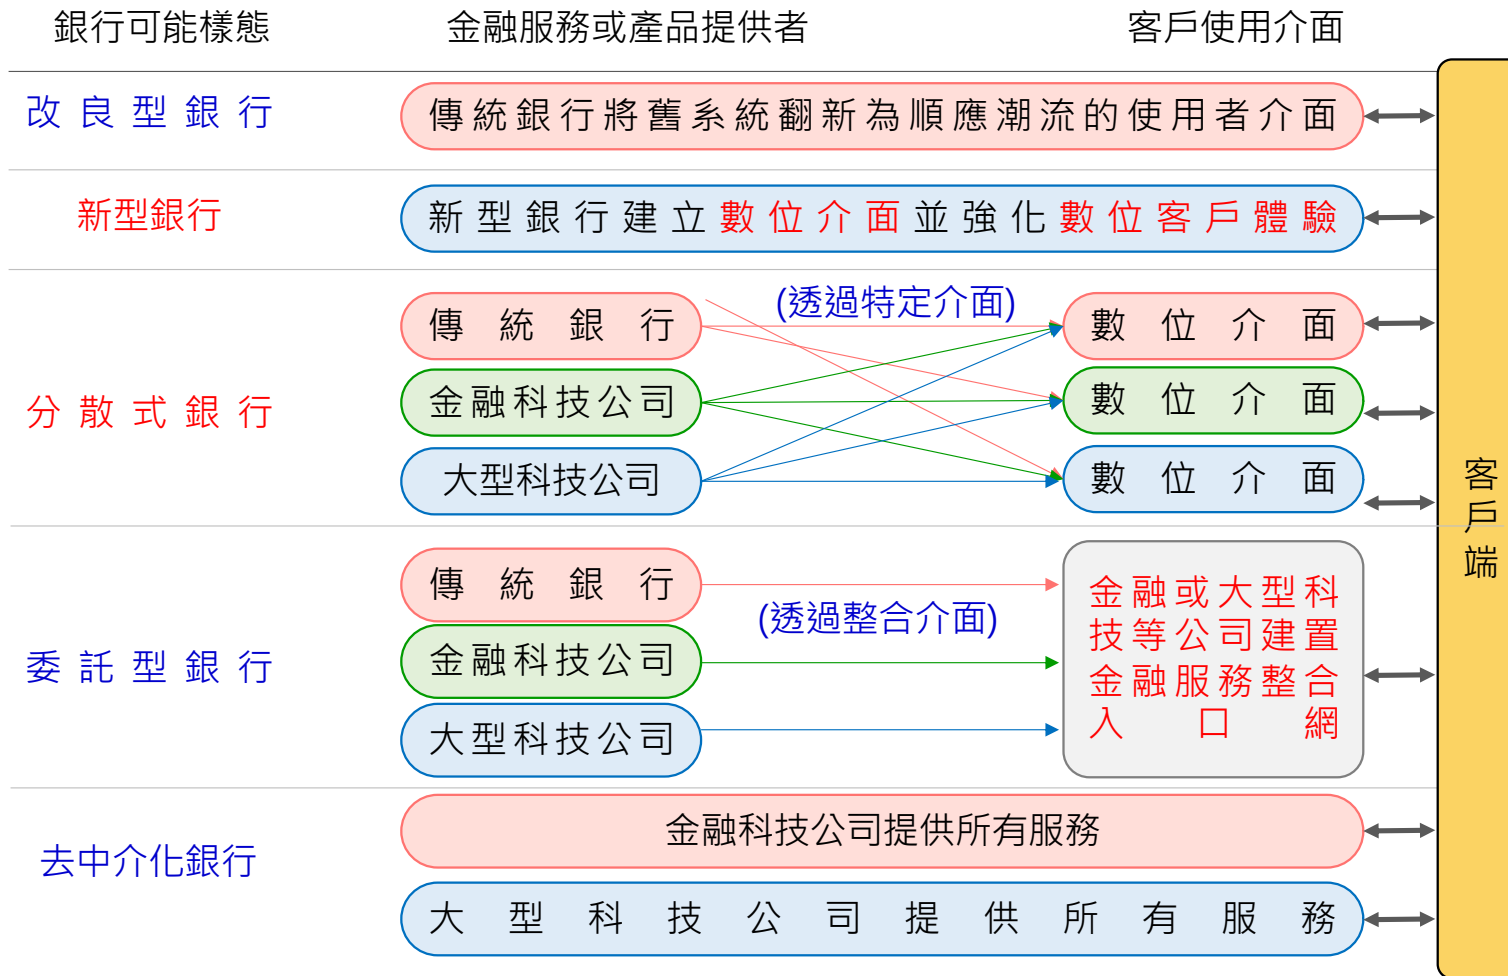 銀行可能樣態
金融服務或產品提供者
客戶使用介面
改良型銀行
傳統銀行將舊系統翻新為順應潮流的使用者介面
新型銀行
新型銀行建立數位介面並強化數位客戶體驗
分散式銀行
傳統銀行
(透過特定介面)
數位介面
金融科技公司
數位介面
大型科技公司
數位介面
委託型銀行
傳統銀行
(透過整合介面)
金融科技公司
大型科技公司
金融或大型科
技等公司建置
金融服務整合
入口網
去中介化銀行
金融科技公司提供所有服務
大型科技公司提供所有服務
客戶端